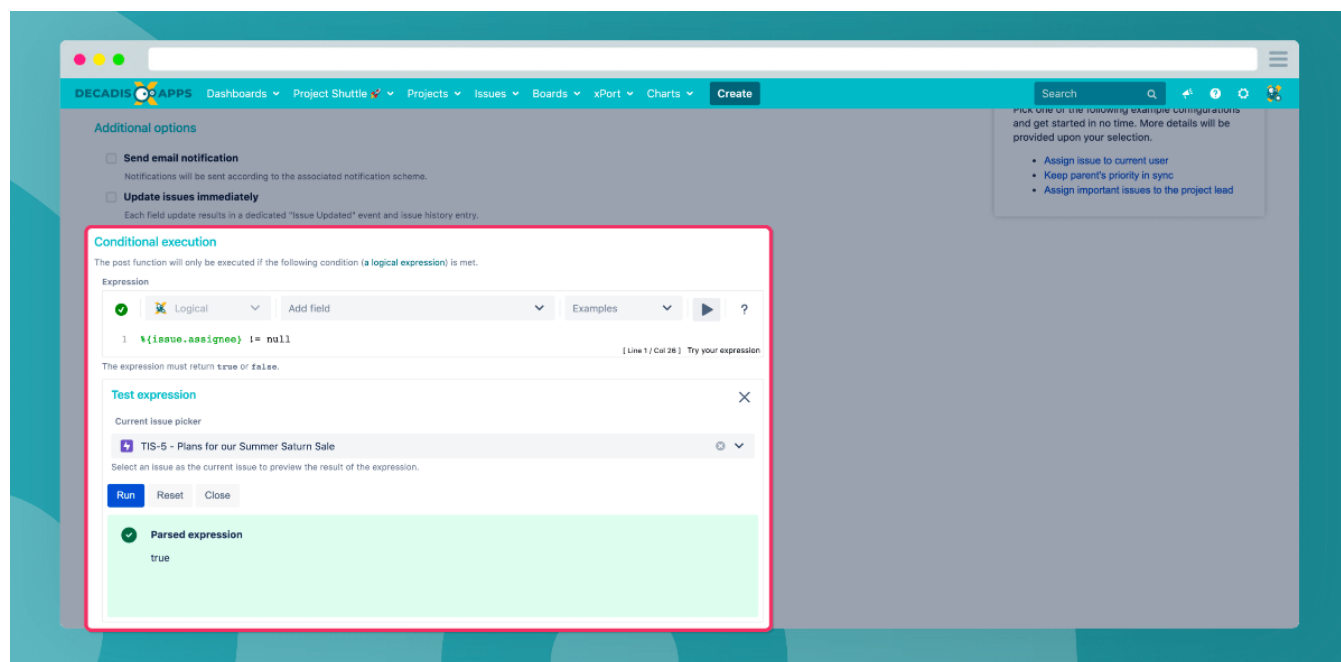 DECADIS APPS Dashboards Project Shuttle 🚀 Projects Issues Boards xPort Charts Create Search
Pick one of the following example configurations
and get started in no time. More details will be
provided upon your selection.
• Assign issue to current user
• Keep parent's priority in sync
• Assign important issues to the project lead
Additional options
Send email notification
Notifications will be sent according to the associated notification scheme.
Update issues immediately
Each field update results in a dedicated "Issue Updated" event and issue history entry.
Conditional execution
The post function will only be executed if the following condition (a logical expression) is met.
Expression
Logical Add field Examples ?
1 %{issue.assignee} != null
[ Line 1 / Col 26 ] Try your expression
The expression must return true or false.
Test expression
Current issue picker
TIS-5 - Plans for our Summer Saturn Sale
Select an issue as the current issue to preview the result of the expression.
Run Reset Close
Parsed expression
true